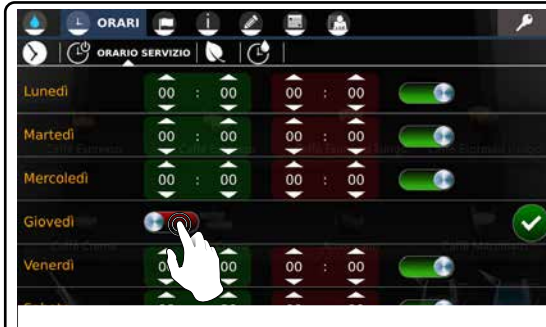 ORARI
ORARIO SERVIZIO
Lunedì 00 : 00 00 : 00
Martedì 00 : 00 00 : 00
Mercoledì 00 : 00 00 : 00
Giovedì
Venerdì 00 00 : 00